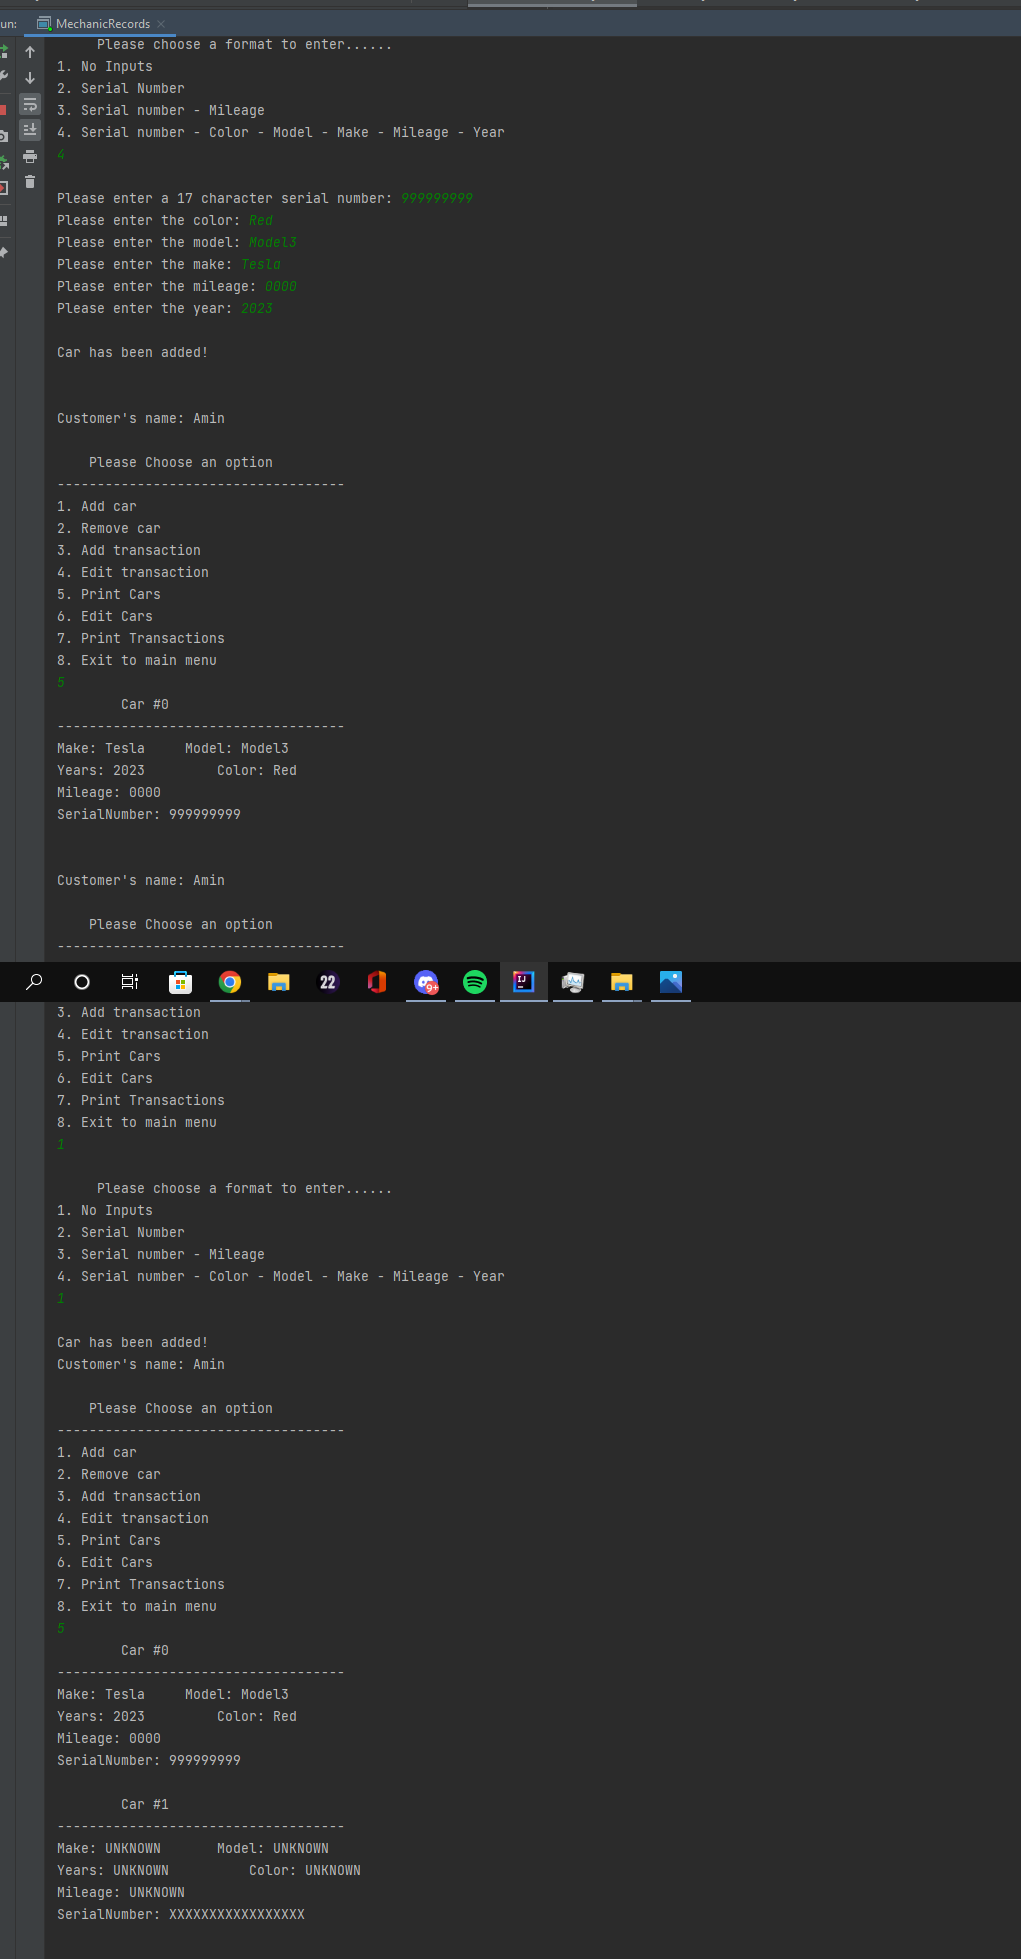 un: MechanicRecords
Please choose a format to enter......
1. No Inputs
2. Serial Number
3. Serial number - Mileage
4. Serial number - Color - Model - Make - Mileage - Year
4
Please enter a 17 character serial number: 999999999
Please enter the color: Red
Please enter the model: Model3
Please enter the make: Tesla
Please enter the mileage: 0000
Please enter the year: 2023
Car has been added!
Customer's name: Amin
Please Choose an option
------------------------------------
1. Add car
2. Remove car
3. Add transaction
4. Edit transaction
5. Print Cars
6. Edit Cars
7. Print Transactions
8. Exit to main menu
5
Car #0
------------------------------------
Make: Tesla Model: Model3
Years: 2023 Color: Red
Mileage: 0000
SerialNumber: 999999999
Customer's name: Amin
Please Choose an option
------------------------------------
22 9+ IJ
3. Add transaction
4. Edit transaction
5. Print Cars
6. Edit Cars
7. Print Transactions
8. Exit to main menu
1
Please choose a format to enter......
1. No Inputs
2. Serial Number
3. Serial number - Mileage
4. Serial number - Color - Model - Make - Mileage - Year
1
Car has been added!
Customer's name: Amin
Please Choose an option
------------------------------------
1. Add car
2. Remove car
3. Add transaction
4. Edit transaction
5. Print Cars
6. Edit Cars
7. Print Transactions
8. Exit to main menu
5
Car #0
------------------------------------
Make: Tesla Model: Model3
Years: 2023 Color: Red
Mileage: 0000
SerialNumber: 999999999
Car #1
------------------------------------
Make: UNKNOWN Model: UNKNOWN
Years: UNKNOWN Color: UNKNOWN
Mileage: UNKNOWN
SerialNumber: XXXXXXXXXXXXXXXXX